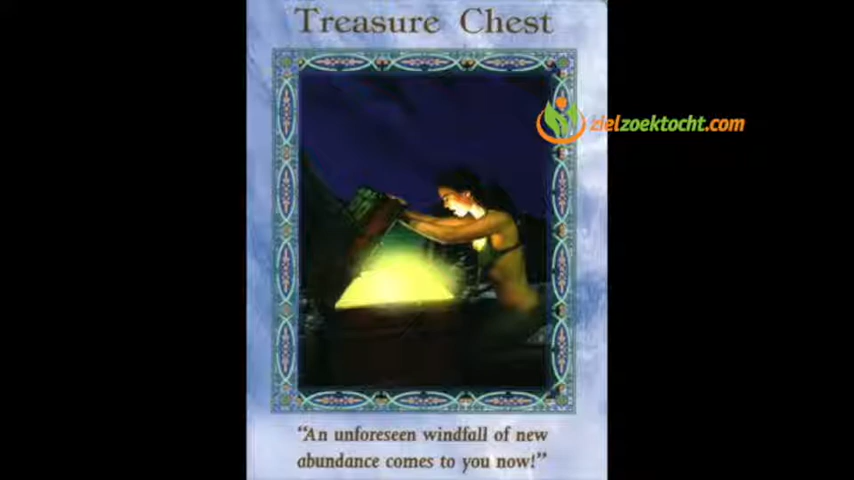 Treasure Chest
zielzoektocht.com
“An unforeseen windfall of new
abundance comes to you now!”